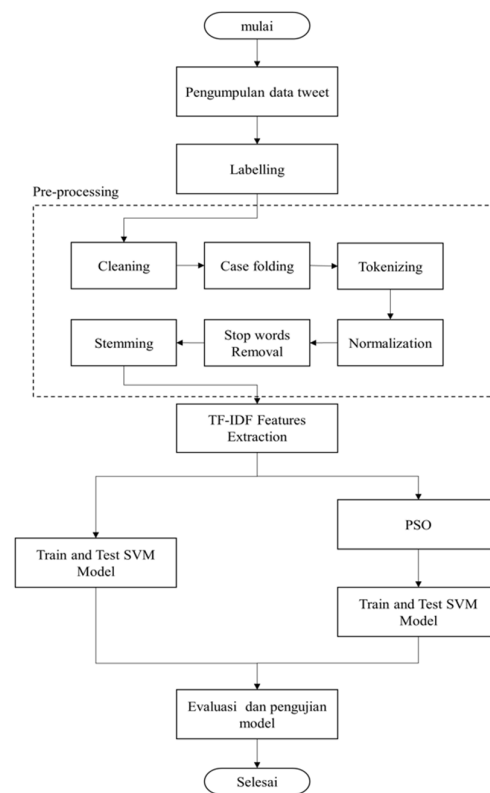 mulai
Pengumpulan data tweet
Labelling
Pre-processing
Cleaning
Case folding
Tokenizing
Stemming
Stop words
Removal
Normalization
TF-IDF Features
Extraction
PSO
Train and Test SVM
Model
Train and Test SVM
Model
Evaluasi dan pengujian
model
Selesai